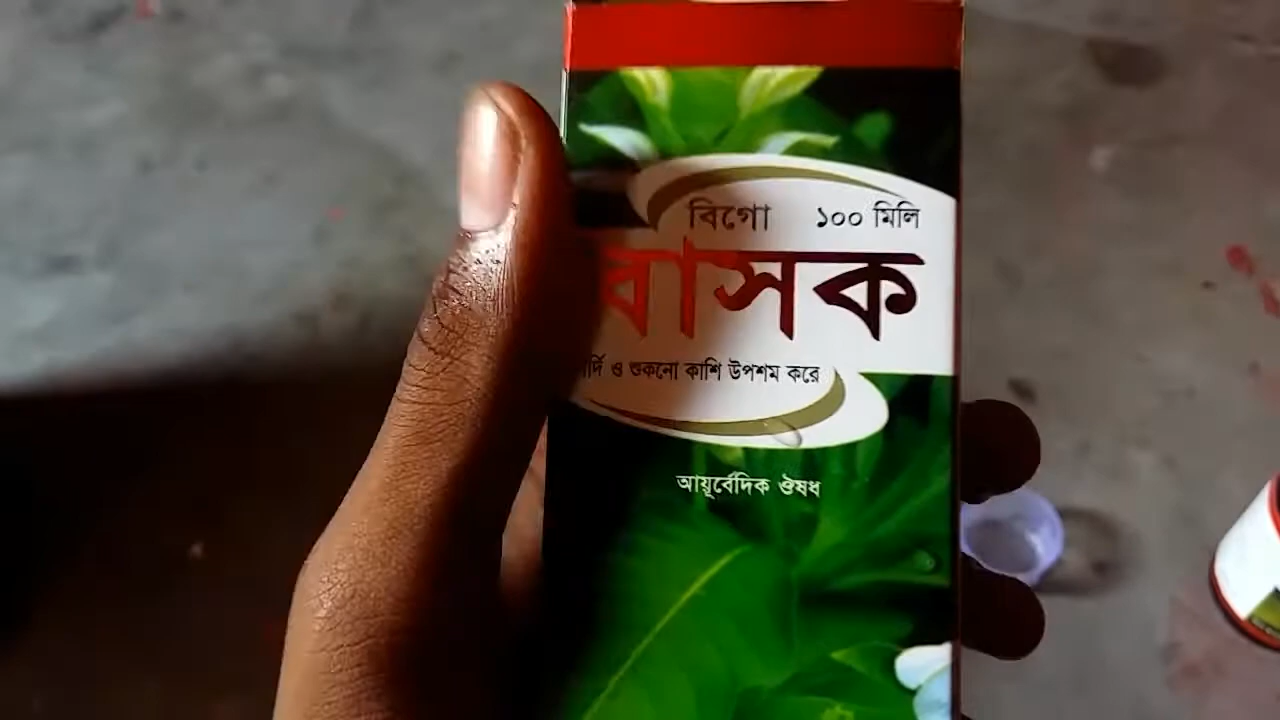 বিগো ১০০ মিলি
বাসক
ও শুকনো কাশি উপশম করে
আয়ূর্বেদিক ঔষধ